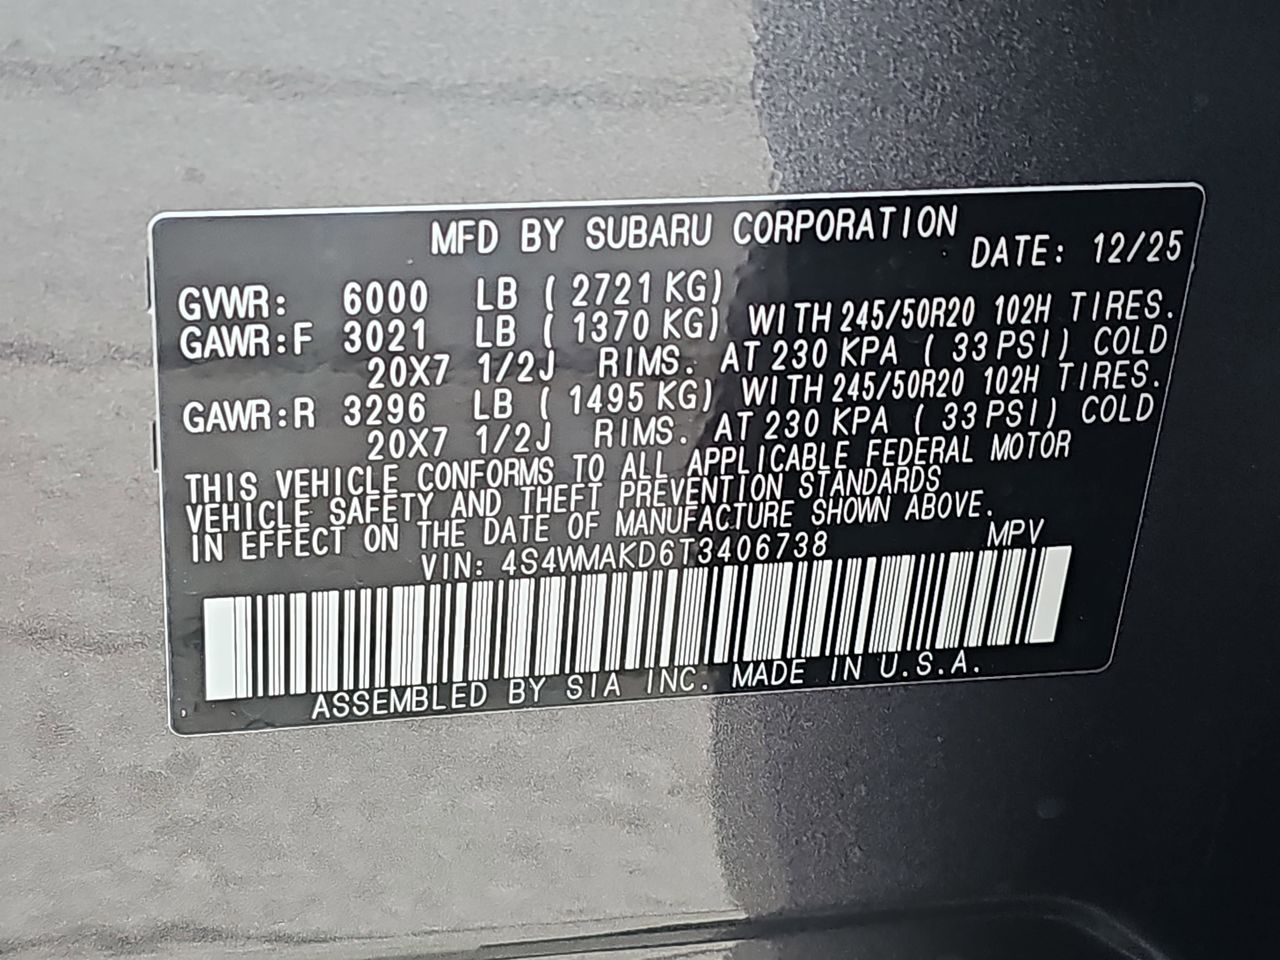 MFD BY SUBARU CORPORATION
DATE: 12/25
GVWR: 6000 LB ( 2721 KG)
GAWR:F 3021 LB ( 1370 KG) WITH 245/50R20 102H TIRES.
20X7 1/2J RIMS. AT 230 KPA ( 33 PSI) COLD
GAWR:R 3296 LB ( 1495 KG) WITH 245/50R20 102H TIRES.
20X7 1/2J RIMS. AT 230 KPA ( 33 PSI) COLD
THIS VEHICLE CONFORMS TO ALL APPLICABLE FEDERAL MOTOR
VEHICLE SAFETY AND THEFT PREVENTION STANDARDS
IN EFFECT ON THE DATE OF MANUFACTURE SHOWN ABOVE.
VIN: 4S4WMAKD6T3406738 MPV
ASSEMBLED BY SIA INC. MADE IN U.S.A.